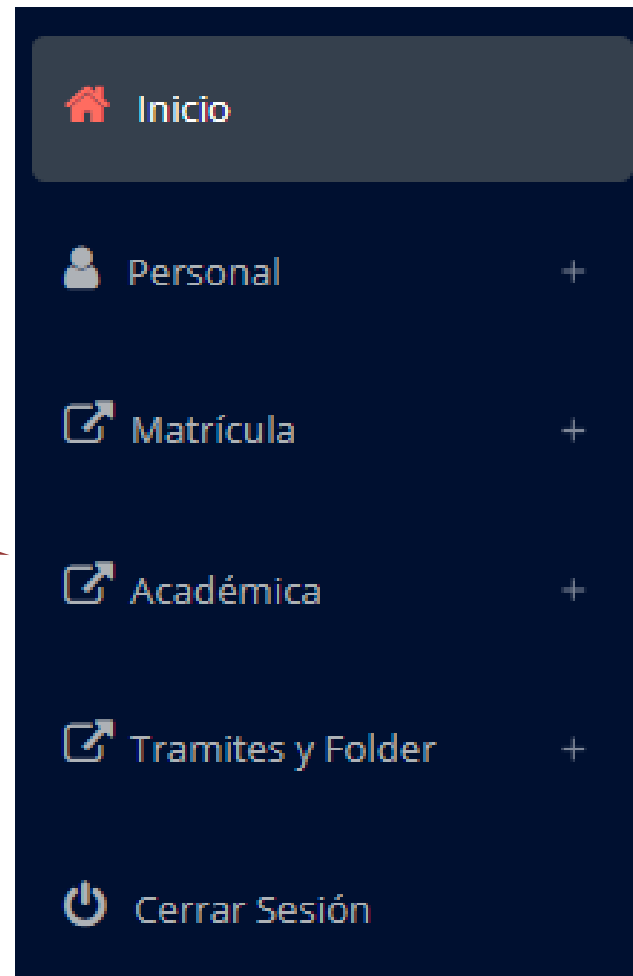 Inicio
Personal +
Matrícula +
Académica +
Tramites y Folder +
Cerrar Sesión